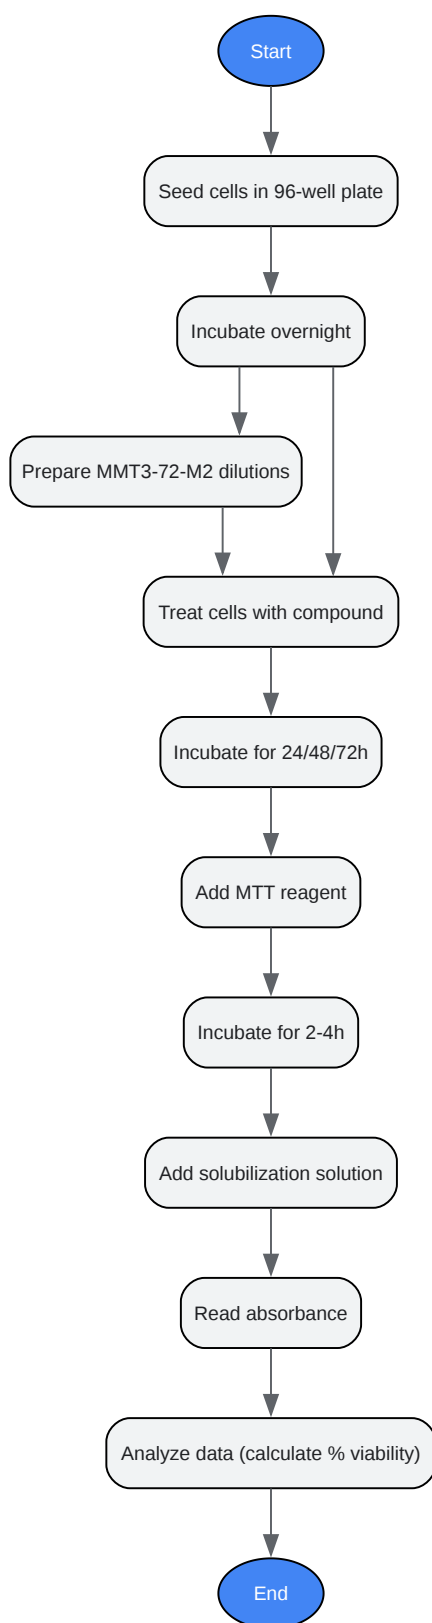 Start
Seed cells in 96-well plate
Incubate overnight
Prepare MMT3-72-M2 dilutions
Treat cells with compound
Incubate for 24/48/72h
Add MTT reagent
Incubate for 2-4h
Add solubilization solution
Read absorbance
Analyze data (calculate % viability)
End